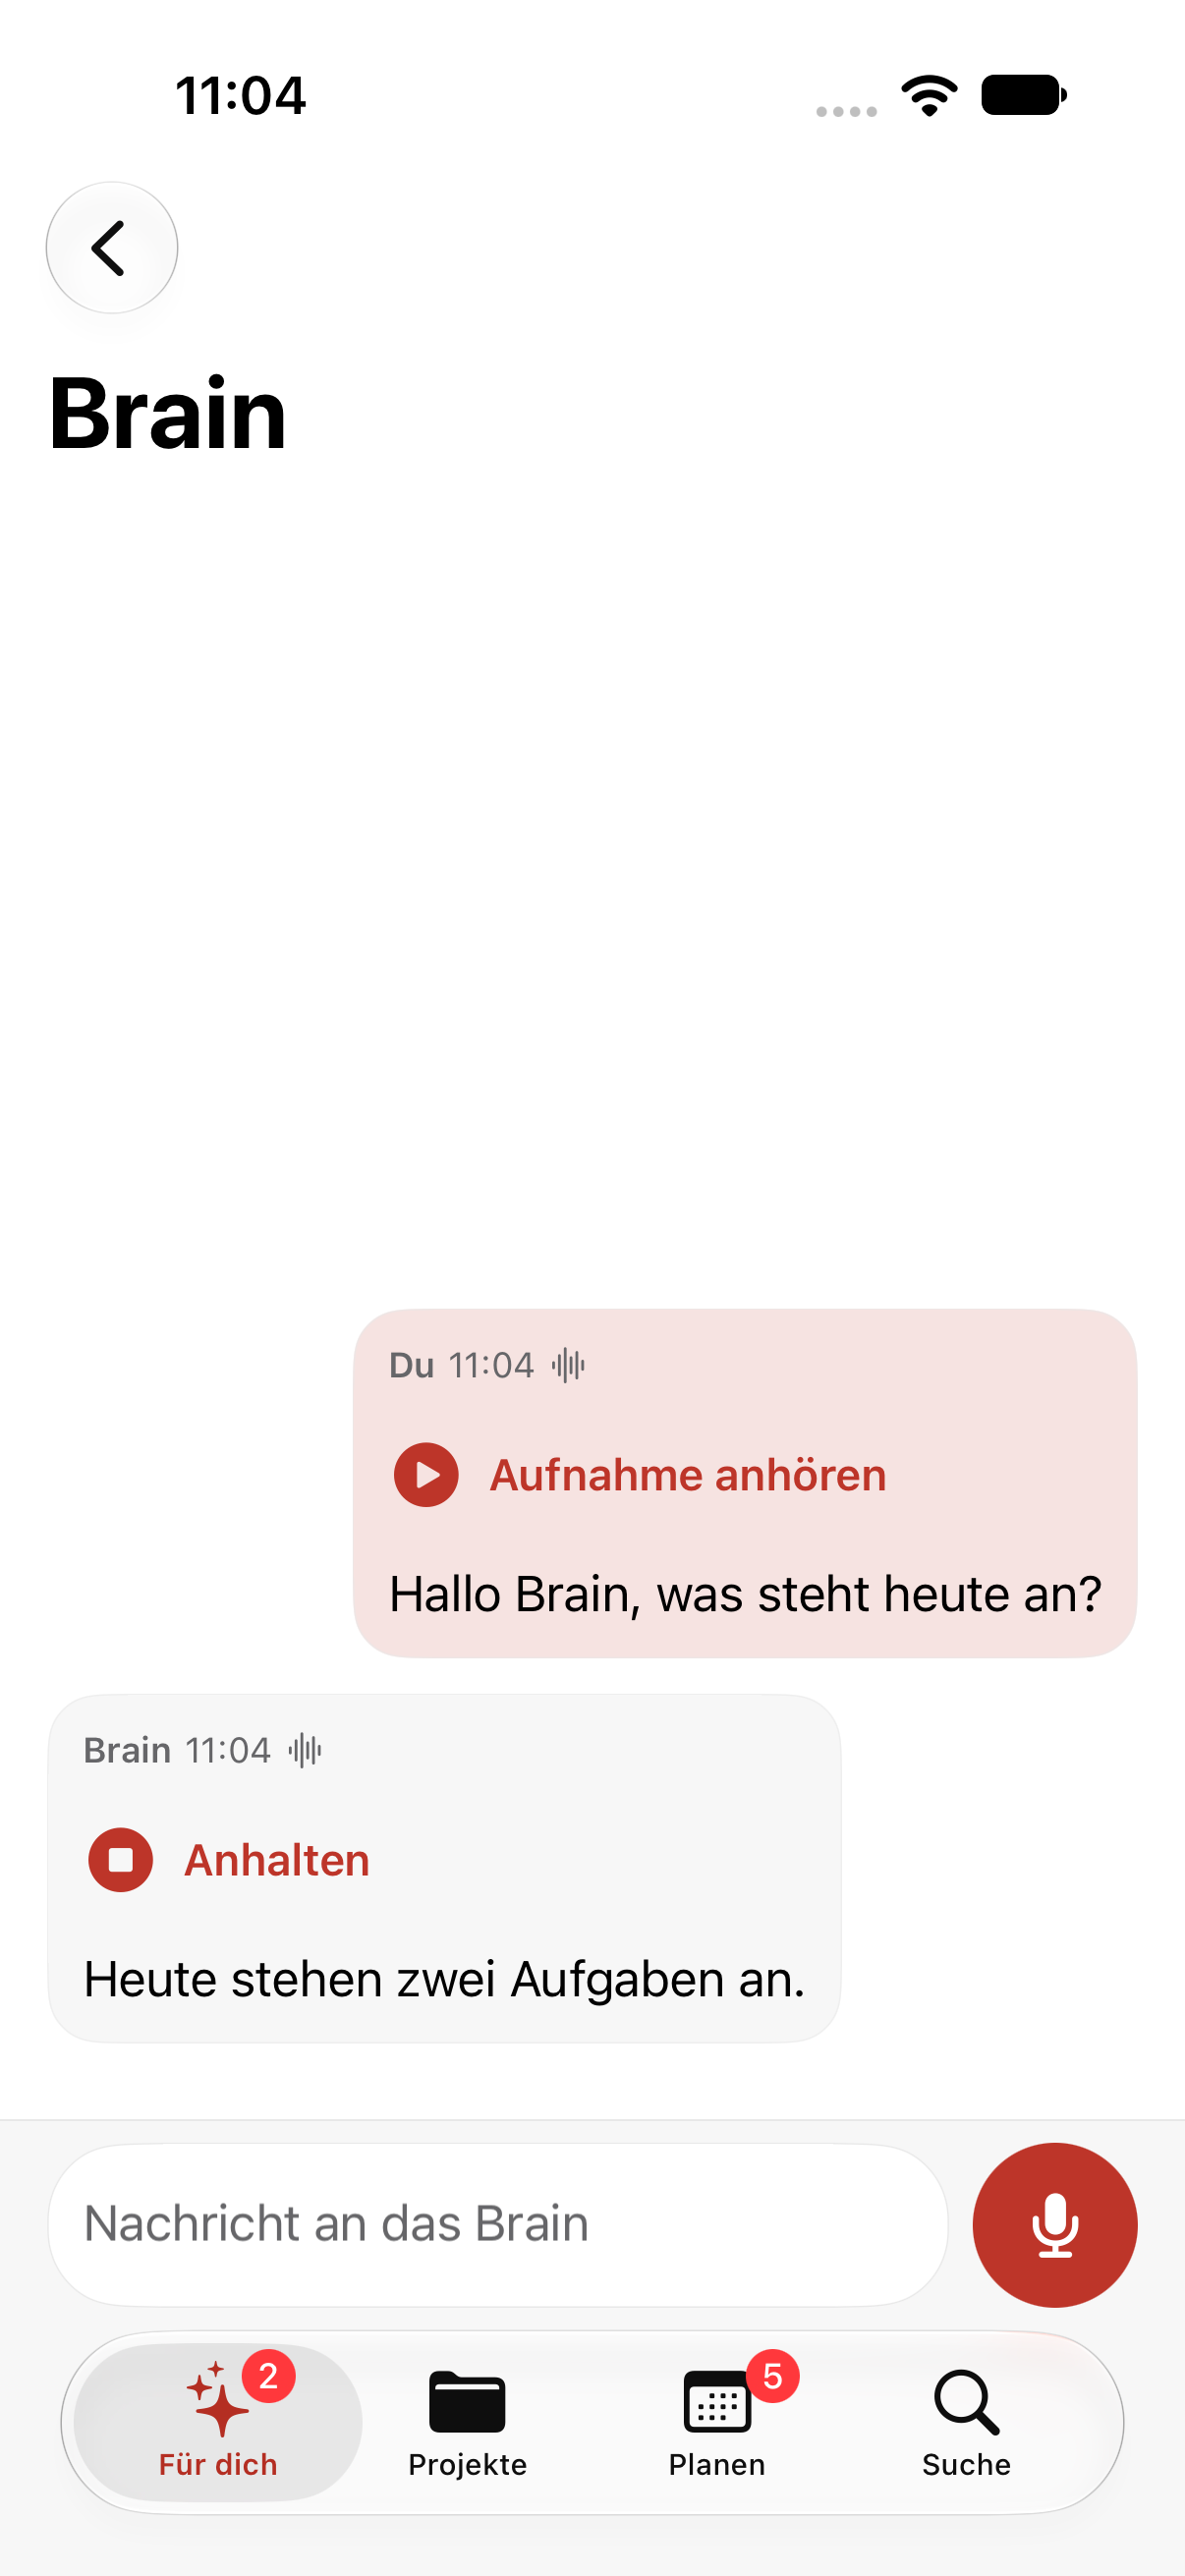 11:04
Brain
Du 11:04
Aufnahme anhören
Hallo Brain, was steht heute an?
Brain 11:04
Anhalten
Heute stehen zwei Aufgaben an.
Nachricht an das Brain
2
5
Für dich
Projekte
Planen
Suche